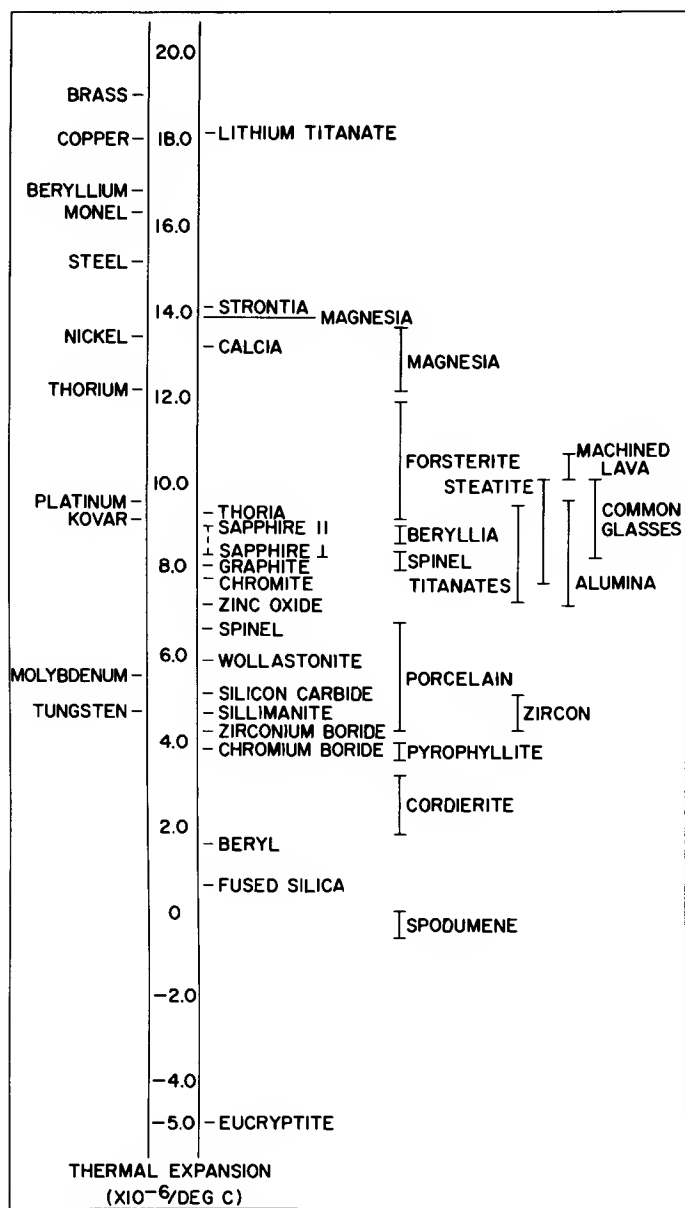 20.0
BRASS
COPPER
18.0
LITHIUM TITANATE
BERYLLIUM
MONEL
16.0
STEEL
14.0
STRONTIA
MAGNESIA
NICKEL
CALCIA
MAGNESIA
THORIUM
12.0
FORSTERITE
MACHINED
LAVA
STEATITE
10.0
PLATINUM
KOVAR
THORIA
SAPPHIRE II
BERYLLIA
COMMON
GLASSES
SAPPHIRE ⊥
8.0
GRAPHITE
SPINEL
CHROMITE
TITANATES
ALUMINA
ZINC OXIDE
SPINEL
6.0
WOLLASTONITE
MOLYBDENUM
PORCELAIN
SILICON CARBIDE
TUNGSTEN
SILLIMANITE
ZIRCON
ZIRCONIUM BORIDE
4.0
CHROMIUM BORIDE
PYROPHYLLITE
CORDIERITE
2.0
BERYL
FUSED SILICA
0
SPODUMENE
-2.0
-4.0
-5.0
EUCRYPTITE
THERMAL EXPANSION
(X10⁻⁶/DEG C)